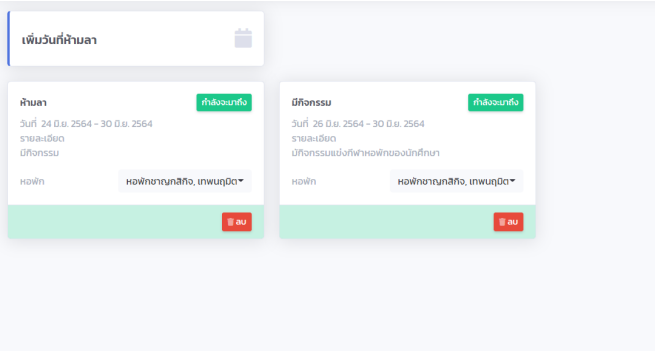 เพิ่มวันที่ห้ามลา
ห้ามลา
กำลังจะมาถึง
วันที่ 24 มิ.ย. 2564 - 30 มิ.ย. 2564
รายละเอียด
มีกิจกรรม
หอพัก
หอพักชาญกสิกิจ, เทพนฤมิต
ลบ
มีกิจกรรม
กำลังจะมาถึง
วันที่ 26 มิ.ย. 2564 - 30 มิ.ย. 2564
รายละเอียด
มีกิจกรรมแข่งกีฬาหอพักของนักศึกษา
หอพัก
หอพักชาญกสิกิจ, เทพนฤมิต
ลบ